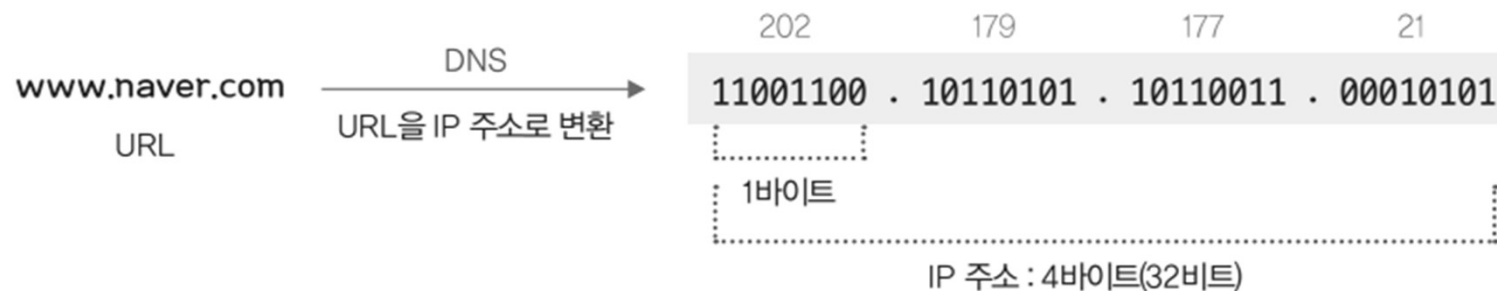 202 179 177 21
www.naver.com
DNS
11001100 . 10110101 . 10110011 . 00010101
URL을 IP 주소로 변환
URL
1바이트
IP 주소 : 4바이트(32비트)